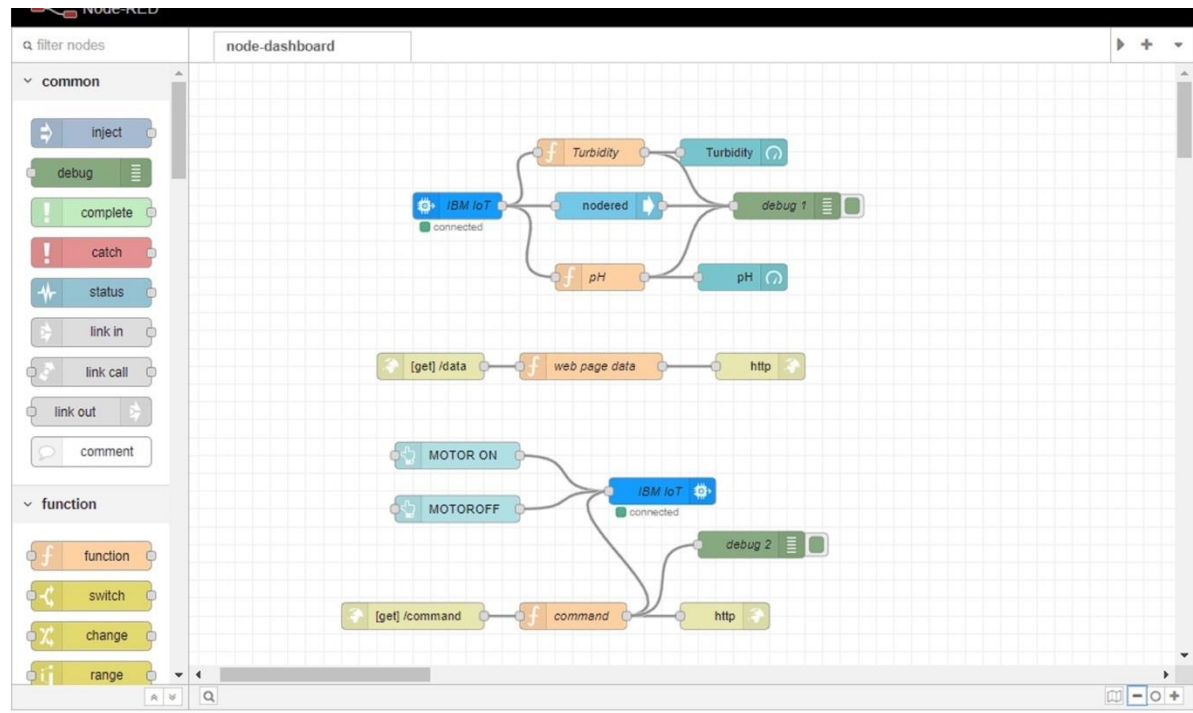 Node-RED
filter nodes
node-dashboard
common
inject
debug
complete
catch
status
link in
link call
link out
comment
function
function
switch
change
range
Turbidity
Turbidity
IBM IoT
nodered
debug 1
connected
pH
pH
[get] /data
web page data
http
MOTOR ON
IBM IoT
MOTOROFF
connected
debug 2
[get] /command
command
http